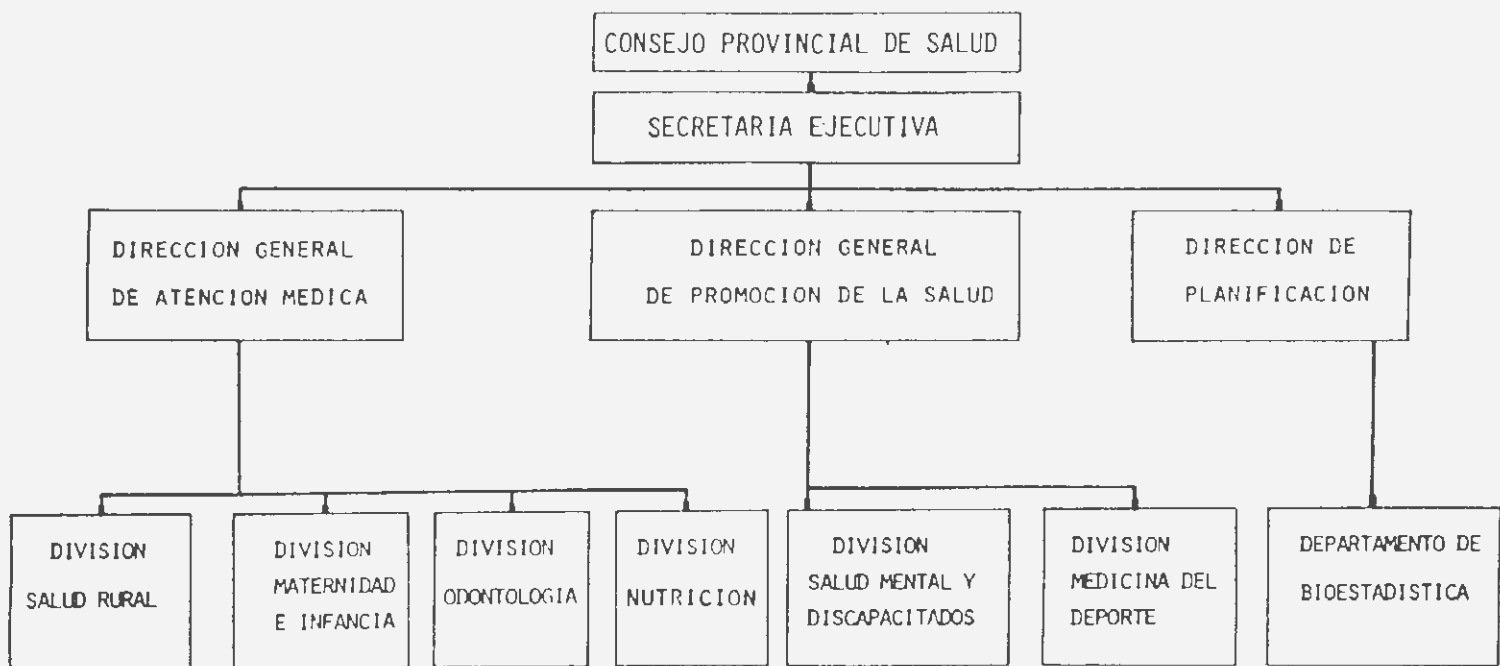 CONSEJO PROVINCIAL DE SALUD
SECRETARIA EJECUTIVA
DIRECCION GENERAL
DE ATENCION MEDICA
DIRECCION GENERAL
DE PROMOCION DE LA SALUD
DIRECCION DE
PLANIFICACION
DIVISION
SALUD RURAL
DIVISION
MATERNIDAD
E INFANCIA
DIVISION
ODONTOLOGIA
DIVISION
NUTRICION
DIVISION
SALUD MENTAL Y
DISCAPACITADOS
DIVISION
MEDICINA DEL
DEPORTE
DEPARTAMENTO DE
BIOESTADISTICA